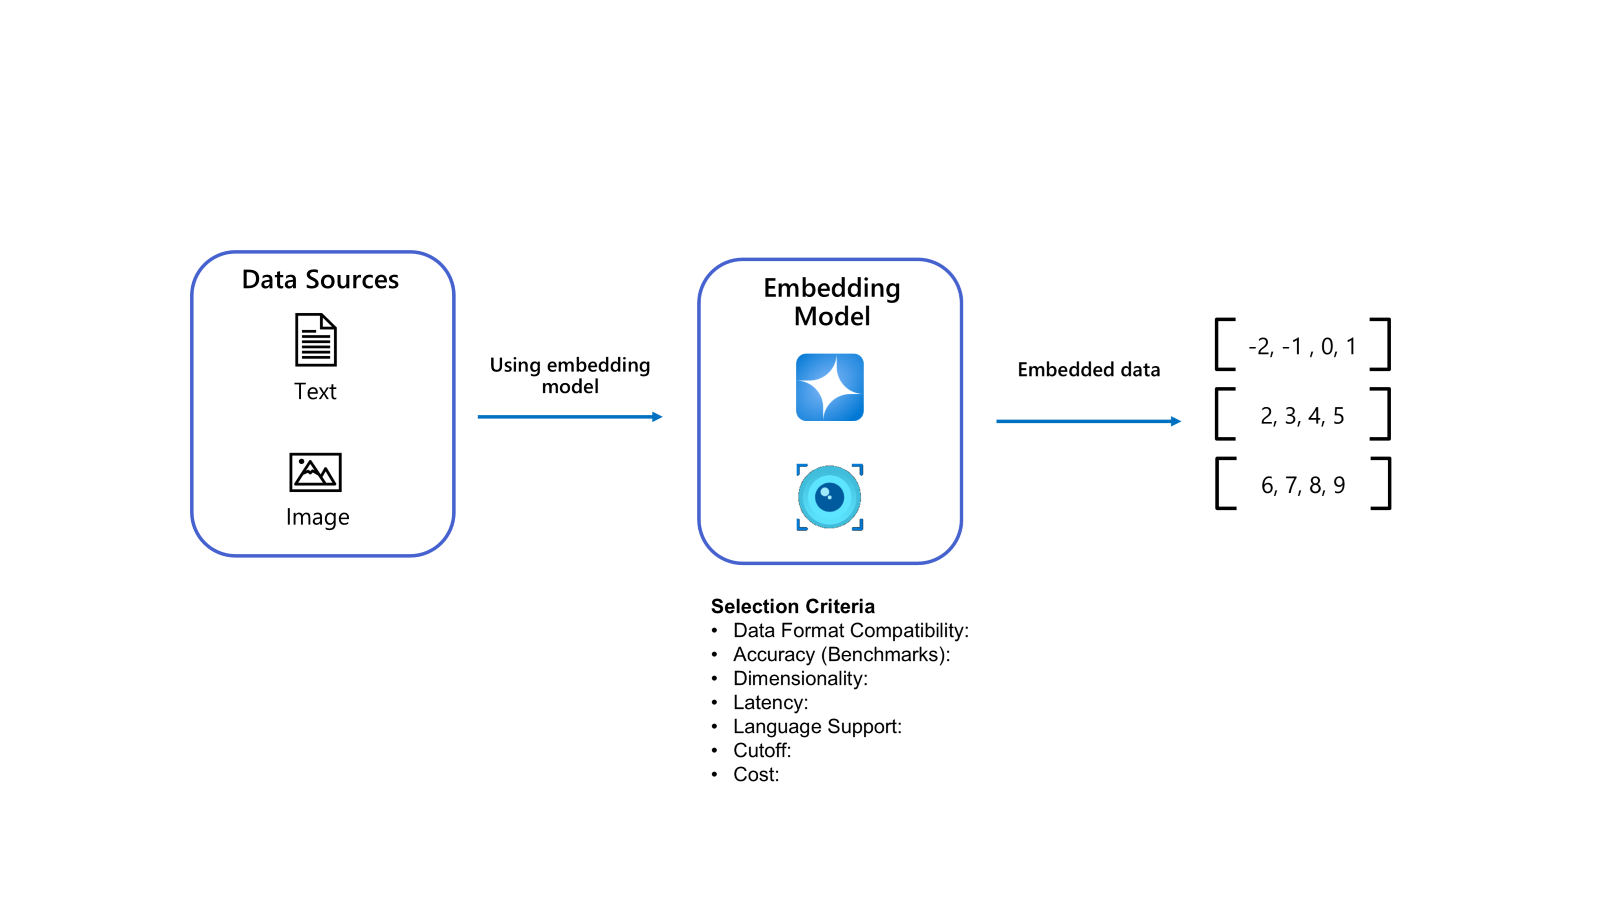 Data Sources
Text
Image
Using embedding
model
Embedding
Model
Embedded data
-2, -1 , 0, 1
2, 3, 4, 5
6, 7, 8, 9
Selection Criteria
• Data Format Compatibility:
• Accuracy (Benchmarks):
• Dimensionality:
• Latency:
• Language Support:
• Cutoff:
• Cost: